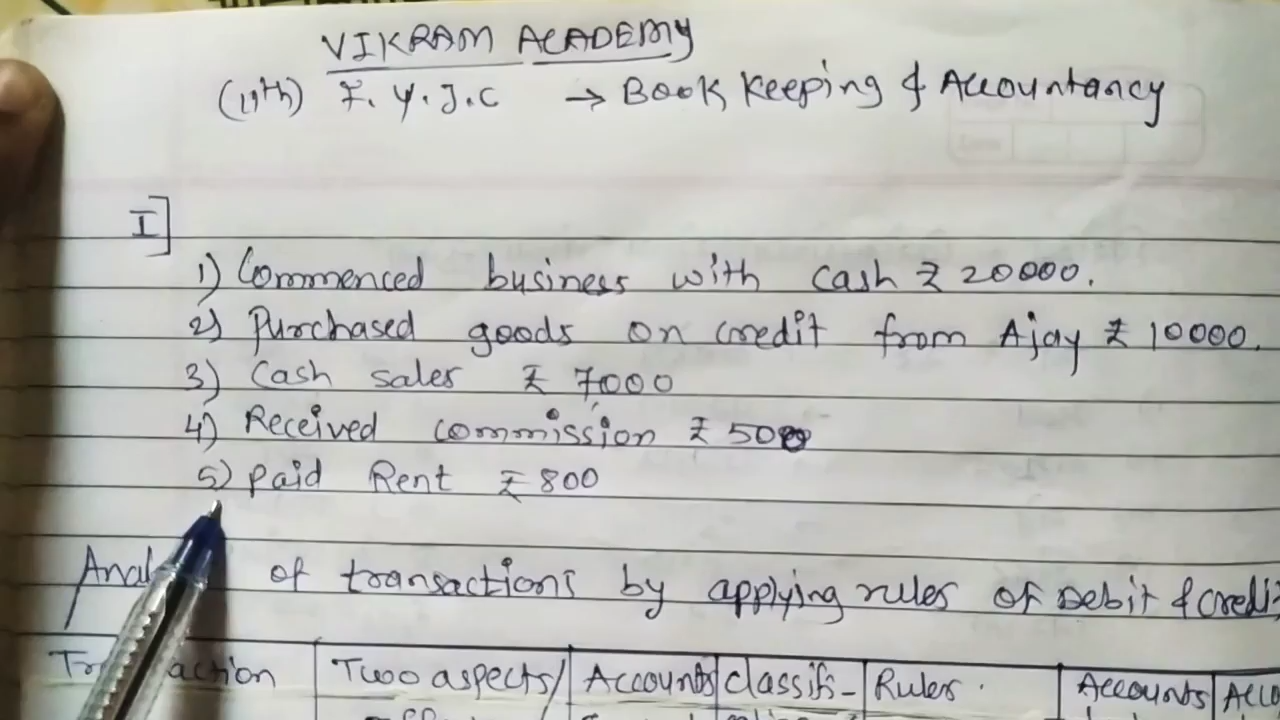 VIKRAM ACADEMY
(11th) F.Y.J.C → Book Keeping & Accountancy
I]
1) Commenced business with cash ₹ 20000.
2) Purchased goods on credit from Ajay ₹ 10000.
3) Cash sales ₹ 7000
4) Received commission ₹ 500
5) Paid Rent ₹ 800
of transactions by applying rules of Debit &
Two aspects/ Accounts classifi- Rules. Accounts